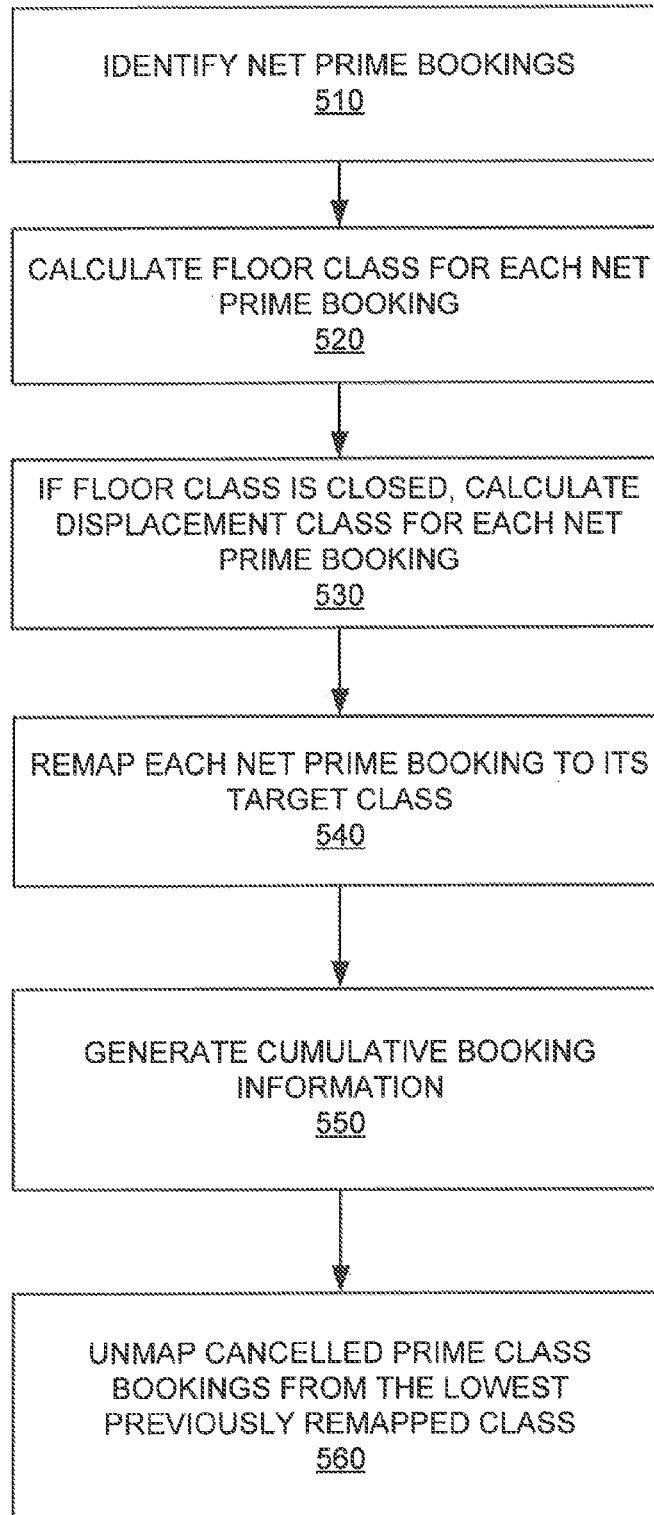 IDENTIFY NET PRIME BOOKINGS
510
CALCULATE FLOOR CLASS FOR EACH NET
PRIME BOOKING
520
IF FLOOR CLASS IS CLOSED, CALCULATE
DISPLACEMENT CLASS FOR EACH NET
PRIME BOOKING
530
REMAP EACH NET PRIME BOOKING TO ITS
TARGET CLASS
540
GENERATE CUMULATIVE BOOKING
INFORMATION
550
UNMAP CANCELLED PRIME CLASS
BOOKINGS FROM THE LOWEST
PREVIOUSLY REMAPPED CLASS
560